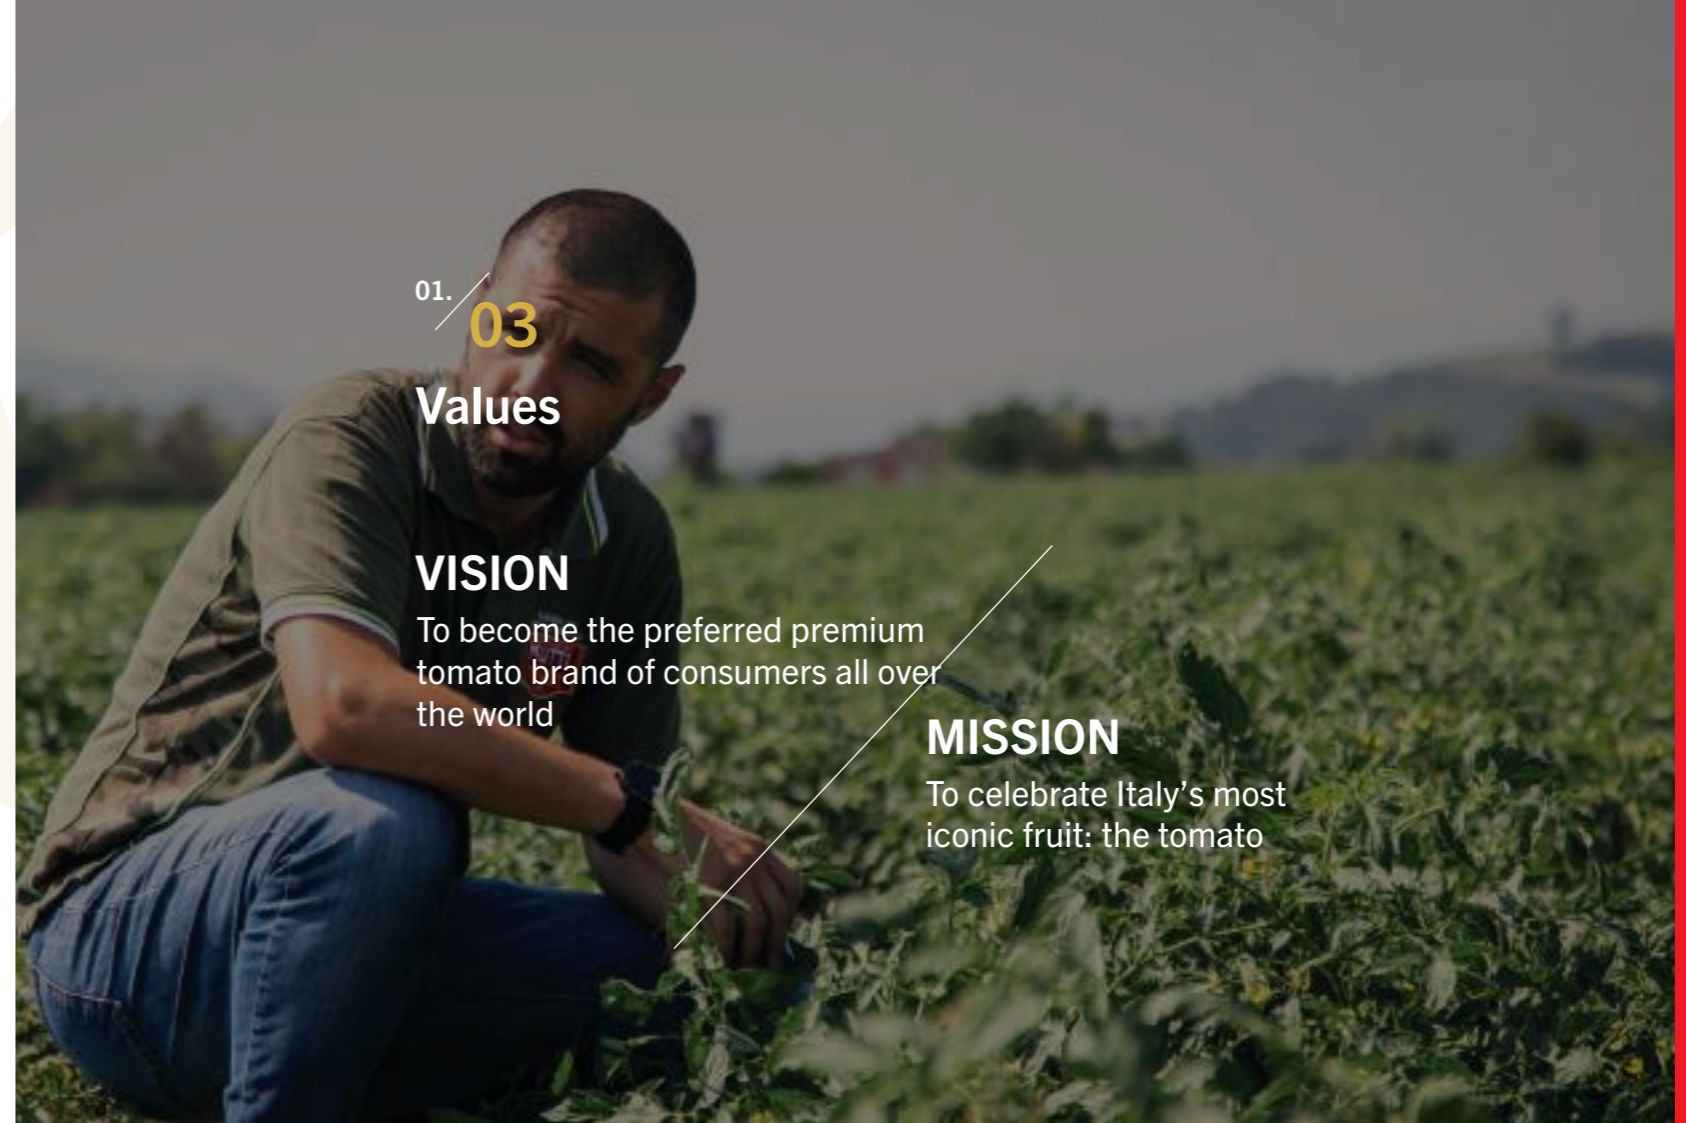 01.
03
Values
VISION
To become the preferred premium
tomato brand of consumers all over
the world
MISSION
To celebrate Italy’s most
iconic fruit: the tomato